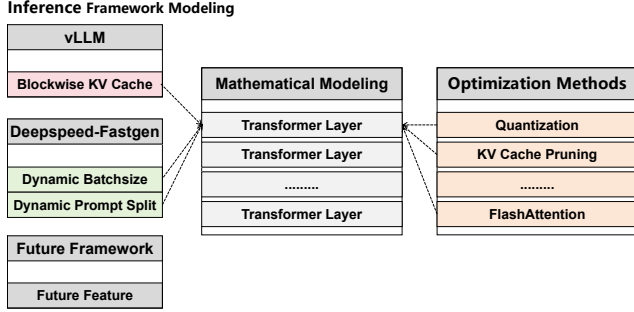 Inference Framework Modeling
vLLM
Blockwise KV Cache
Deepspeed-Fastgen
Dynamic Batchsize
Dynamic Prompt Split
Future Framework
Future Feature
Mathematical Modeling
Transformer Layer
Transformer Layer
.........
Transformer Layer
Optimization Methods
Quantization
KV Cache Pruning
.........
FlashAttention